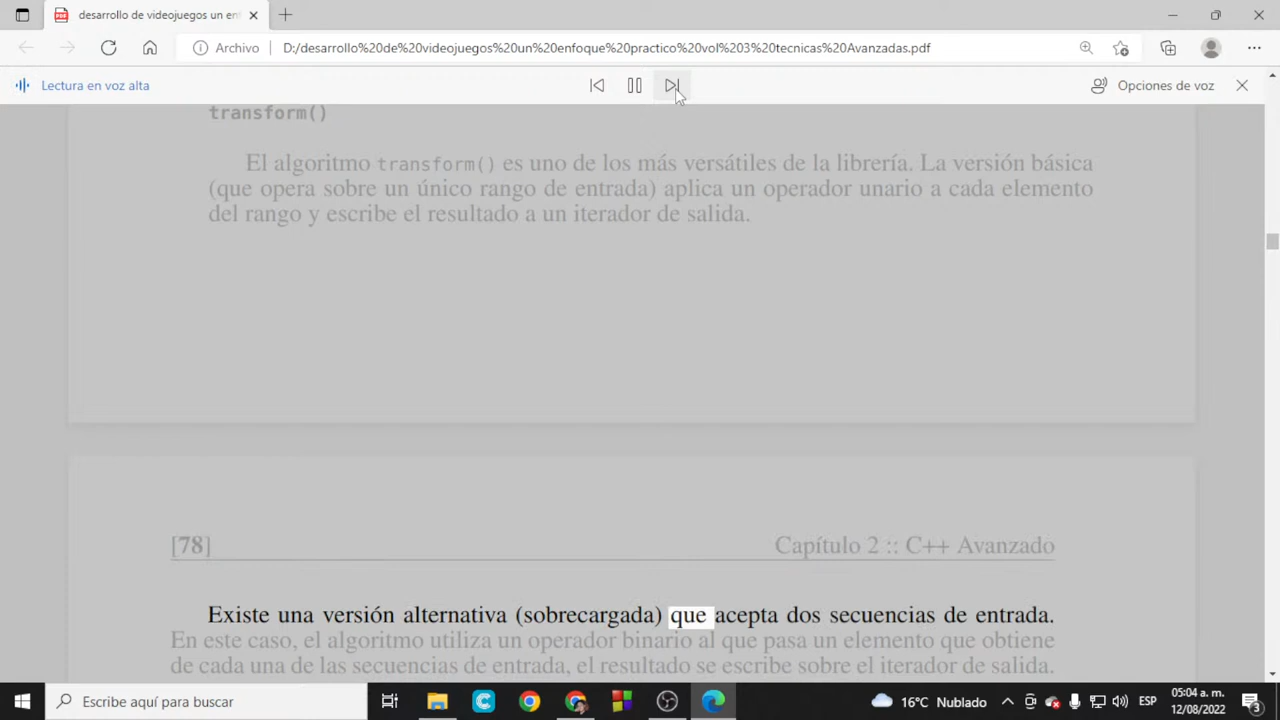 desarrollo de videojuegos un en
Archivo
D:/desarrollo%20de%20videojuegos%20un%20enfoque%20practico%20vol%203%20tecnicas%20Avanzadas.pdf
Lectura en voz alta
Opciones de voz
transform()
El algoritmo transform() es uno de los más versátiles de la librería. La versión básica
(que opera sobre un único rango de entrada) aplica un operador unario a cada elemento
del rango y escribe el resultado a un iterador de salida.
[78]
Capítulo 2 :: C++ Avanzado
Existe una versión alternativa (sobrecargada) que acepta dos secuencias de entrada.
En este caso, el algoritmo utiliza un operador binario al que pasa un elemento que obtiene
de cada una de las secuencias de entrada, el resultado se escribe sobre el iterador de salida.
Escribe aquí para buscar
16°C Nublado
ESP
05:04 a. m.
12/08/2022
3